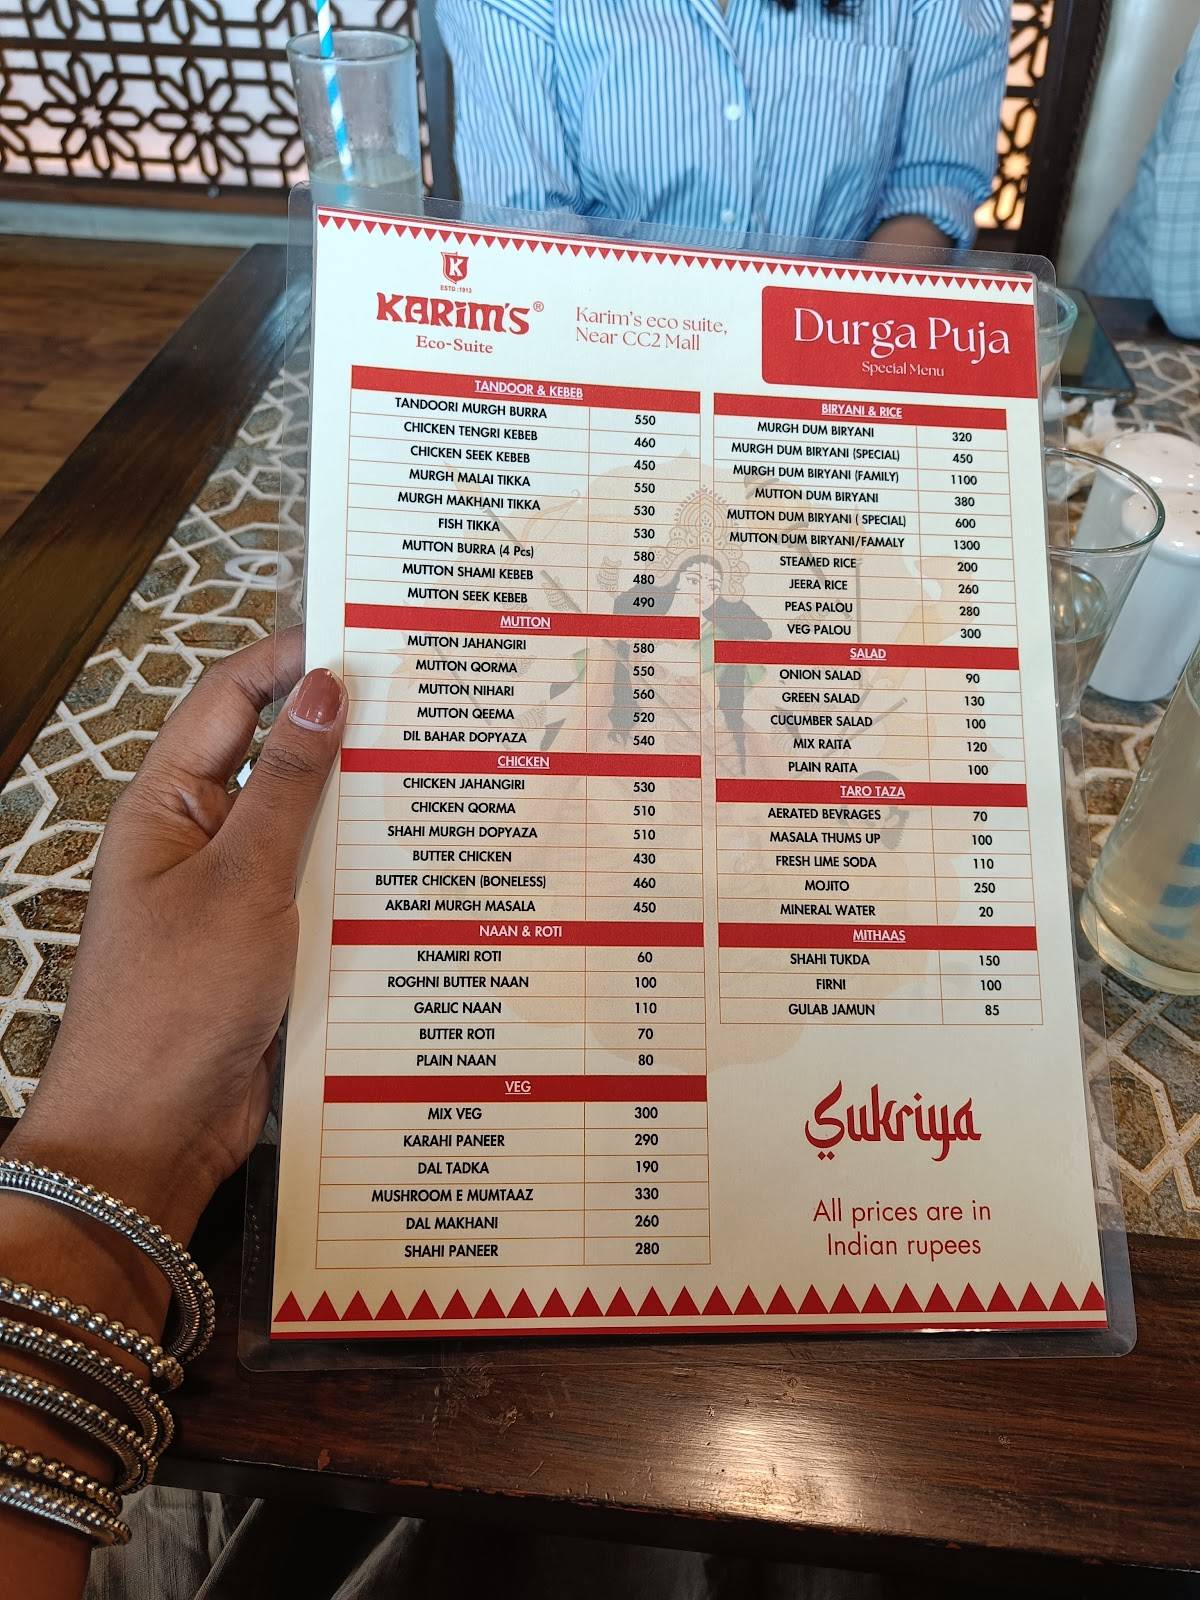 K
ESTD :1913
KARIM'S®
Eco-Suite
Karim's eco suite,
Near CC2 Mall
Durga Puja
Special Menu
TANDOOR & KEBEB
TANDOORI MURGH BURRA 550
CHICKEN TENGRI KEBEB 460
CHICKEN SEEK KEBEB 450
MURGH MALAI TIKKA 550
MURGH MAKHANI TIKKA 530
FISH TIKKA 530
MUTTON BURRA (4 Pcs) 580
MUTTON SHAMI KEBEB 480
MUTTON SEEK KEBEB 490
MUTTON
MUTTON JAHANGIRI 580
MUTTON QORMA 550
MUTTON NIHARI 560
MUTTON QEEMA 520
DIL BAHAR DOPYAZA 540
CHICKEN
CHICKEN JAHANGIRI 530
CHICKEN QORMA 510
SHAHI MURGH DOPYAZA 510
BUTTER CHICKEN 430
BUTTER CHICKEN (BONELESS) 460
AKBARI MURGH MASALA 450
NAAN & ROTI
KHAMIRI ROTI 60
ROGHNI BUTTER NAAN 100
GARLIC NAAN 110
BUTTER ROTI 70
PLAIN NAAN 80
VEG
MIX VEG 300
KARAHI PANEER 290
DAL TADKA 190
MUSHROOM E MUMTAAZ 330
DAL MAKHANI 260
SHAHI PANEER 280
BIRYANI & RICE
MURGH DUM BIRYANI 320
MURGH DUM BIRYANI (SPECIAL) 450
MURGH DUM BIRYANI (FAMILY) 1100
MUTTON DUM BIRYANI 380
MUTTON DUM BIRYANI ( SPECIAL) 600
MUTTON DUM BIRYANI/FAMALY 1300
STEAMED RICE 200
JEERA RICE 260
PEAS PALOU 280
VEG PALOU 300
SALAD
ONION SALAD 90
GREEN SALAD 130
CUCUMBER SALAD 100
MIX RAITA 120
PLAIN RAITA 100
TARO TAZA
AERATED BEVRAGES 70
MASALA THUMS UP 100
FRESH LIME SODA 110
MOJITO 250
MINERAL WATER 20
MITHAAS
SHAHI TUKDA 150
FIRNI 100
GULAB JAMUN 85
Sukriya
All prices are in
Indian rupees